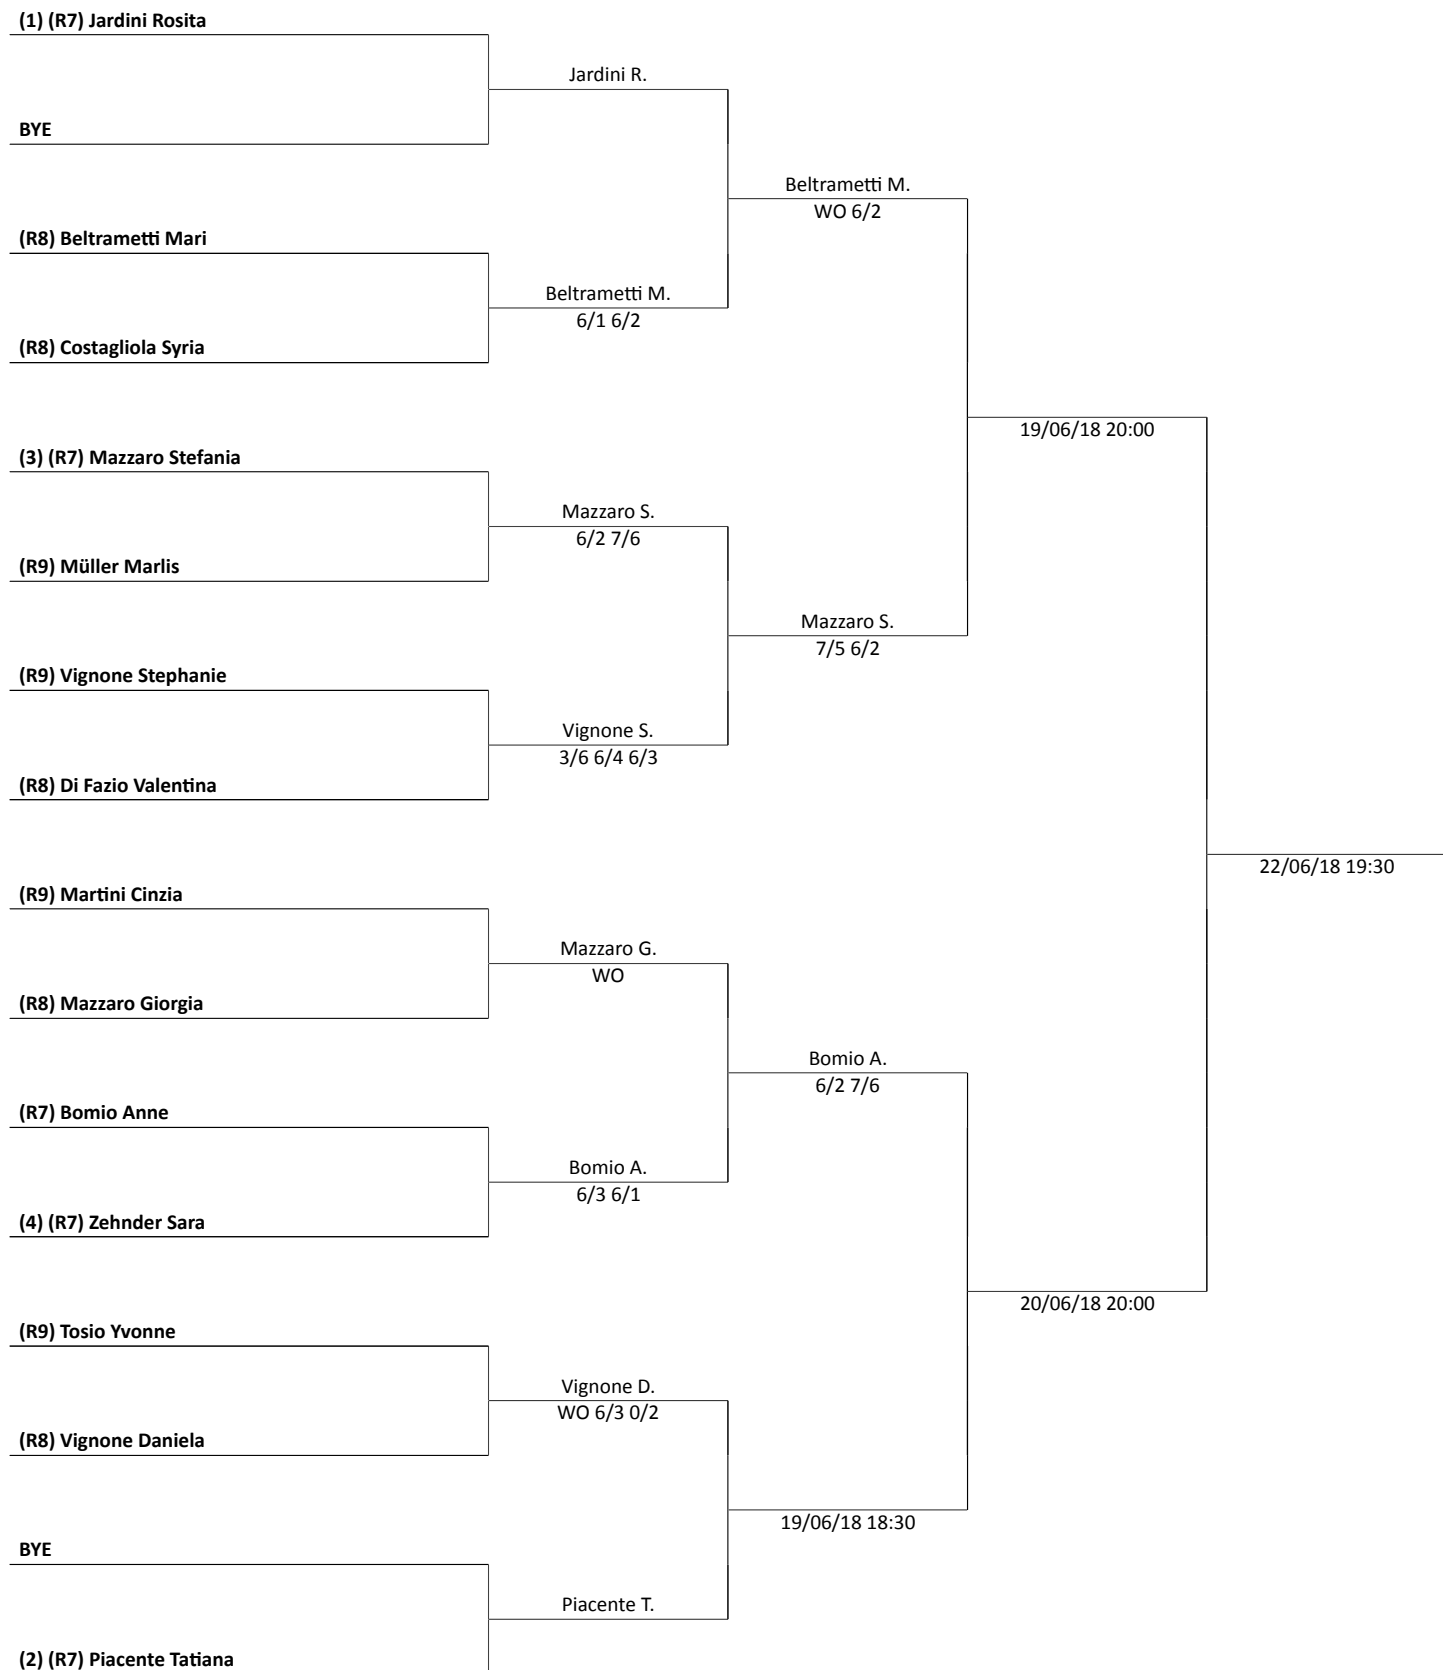 (1) (R7) Jardini Rosita
Jardini R.
BYE
Beltrametti M.
WO 6/2
(R8) Beltrametti Mari
Beltrametti M.
6/1 6/2
(R8) Costagliola Syria
19/06/18 20:00
(3) (R7) Mazzaro Stefania
Mazzaro S.
6/2 7/6
(R9) Müller Marlis
Mazzaro S.
7/5 6/2
(R9) Vignone Stephanie
Vignone S.
3/6 6/4 6/3
(R8) Di Fazio Valentina
22/06/18 19:30
(R9) Martini Cinzia
Mazzaro G.
WO
(R8) Mazzaro Giorgia
Bomio A.
6/2 7/6
(R7) Bomio Anne
Bomio A.
6/3 6/1
(4) (R7) Zehnder Sara
20/06/18 20:00
(R9) Tosio Yvonne
Vignone D.
WO 6/3 0/2
(R8) Vignone Daniela
19/06/18 18:30
BYE
Piacente T.
(2) (R7) Piacente Tatiana